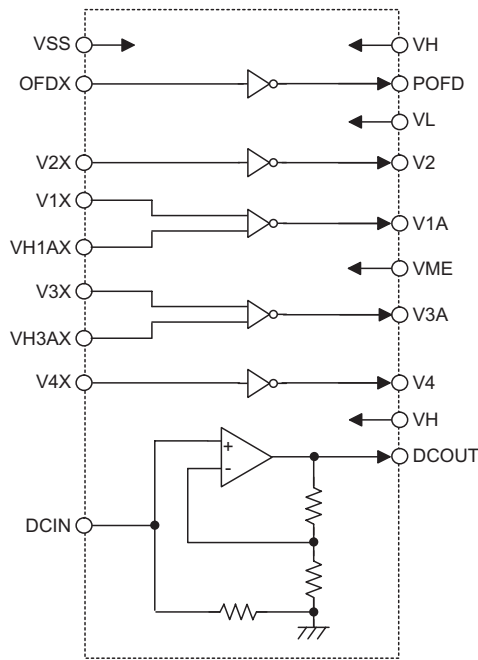 VSS
VH
OFDX
POFD
VL
V2X
V2
V1X
V1A
VH1AX
VME
V3X
V3A
VH3AX
V4X
V4
VH
+
-
DCOUT
DCIN